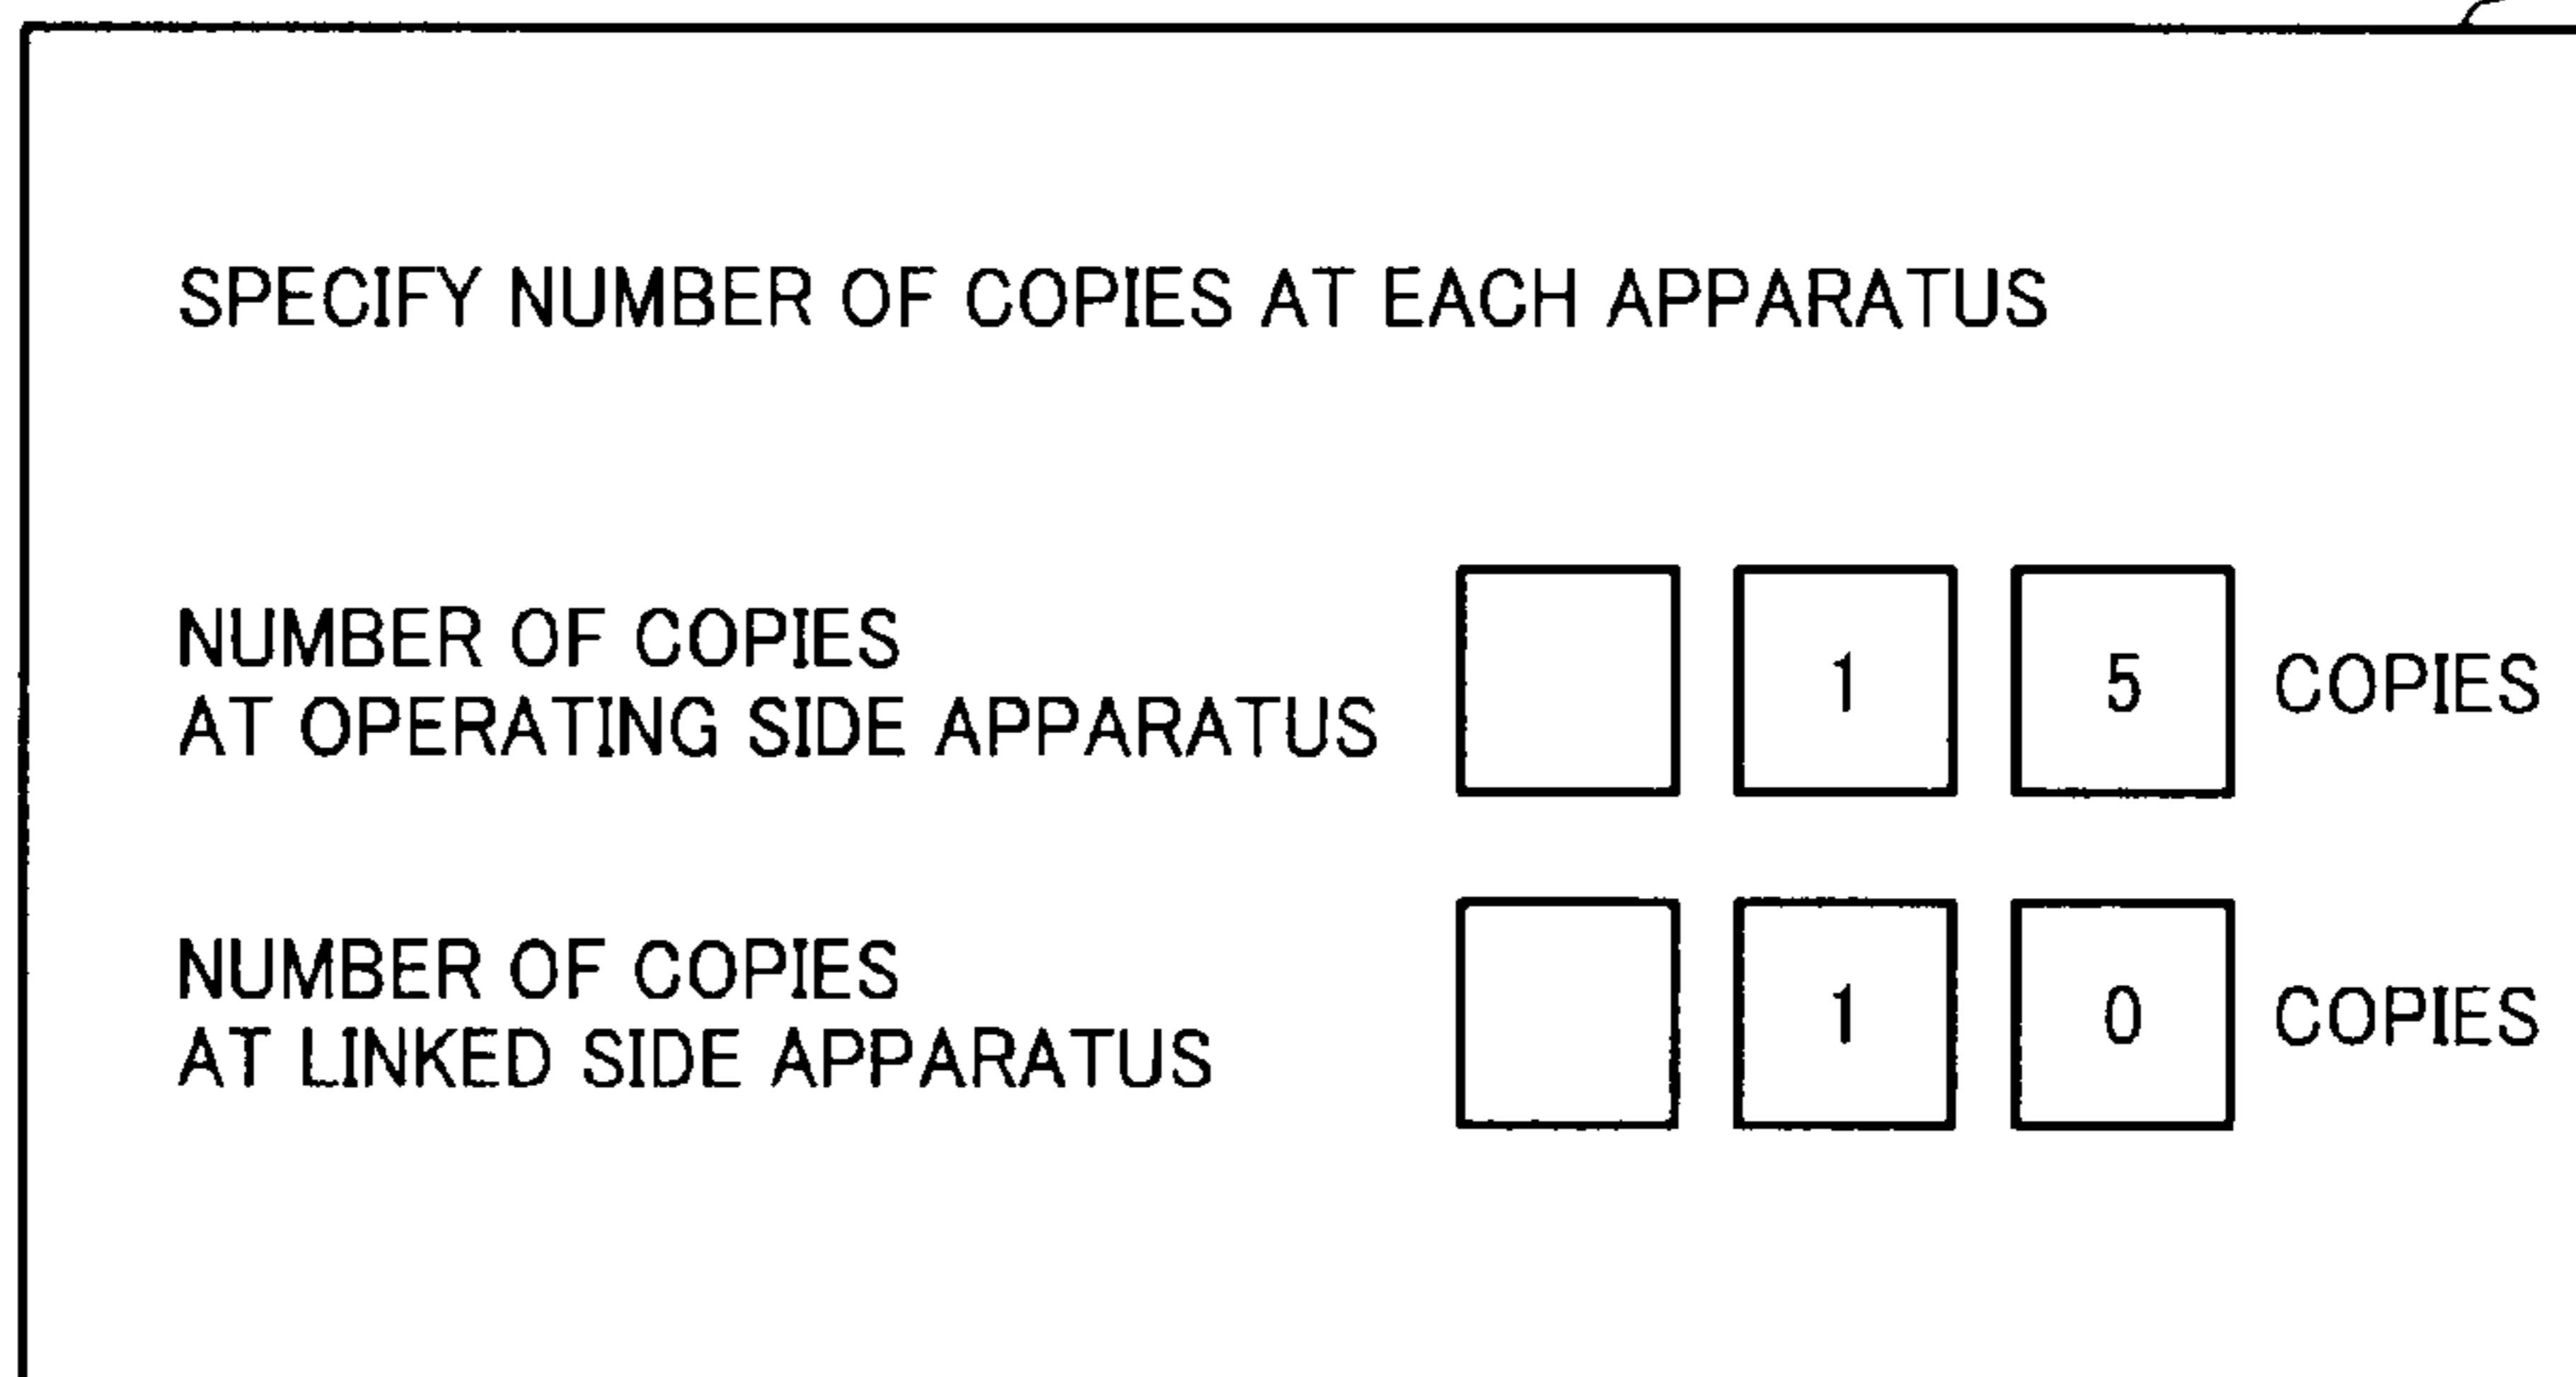 SPECIFY NUMBER OF COPIES AT EACH APPARATUS
NUMBER OF COPIES
AT OPERATING SIDE APPARATUS 1 5 COPIES
NUMBER OF COPIES
AT LINKED SIDE APPARATUS 1 0 COPIES